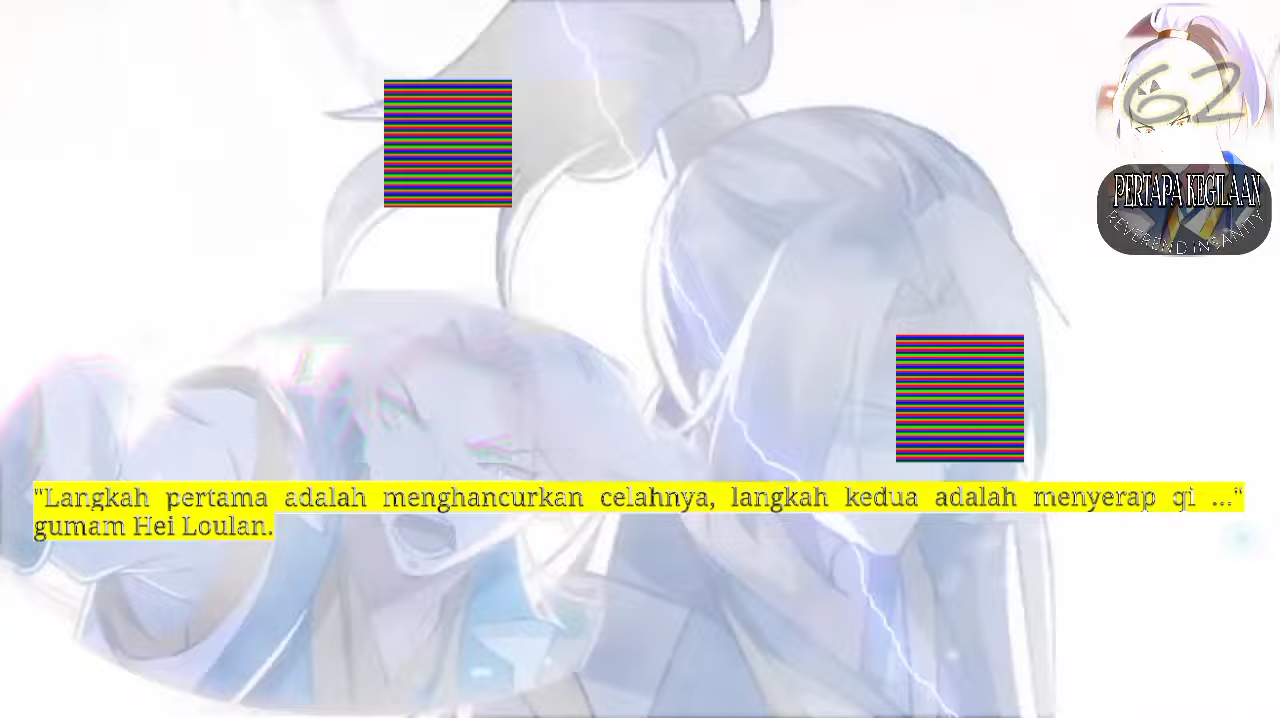 62
PERTAPA KEGILAAN
REVEREND INSANITY
"Langkah pertama adalah menghancurkan celahnya, langkah kedua adalah menyerap qi ..."
gumam Hei Loulan.